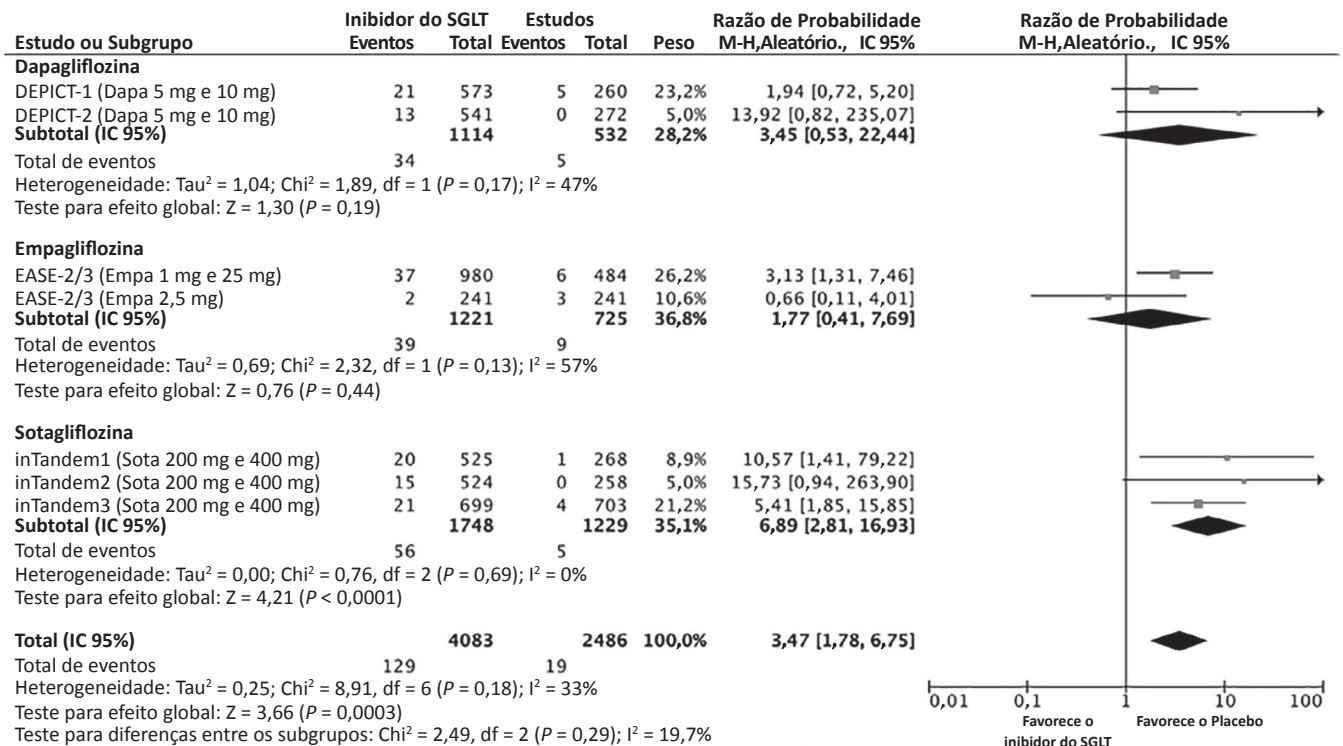 Inibidor do SGLT Estudos Razão de Probabilidade Razão de Probabilidade
Estudo ou Subgrupo Eventos Total Eventos Total Peso M-H,Aleatório., IC 95% M-H,Aleatório., IC 95%
Dapagliflozina
DEPICT-1 (Dapa 5 mg e 10 mg) 21 573 5 260 23,2% 1,94 [0,72, 5,20]
DEPICT-2 (Dapa 5 mg e 10 mg) 13 541 0 272 5,0% 13,92 [0,82, 235,07]
Subtotal (IC 95%) 1114 532 28,2% 3,45 [0,53, 22,44]
Total de eventos 34 5
Heterogeneidade: Tau² = 1,04; Chi² = 1,89, df = 1 (P = 0,17); I² = 47%
Teste para efeito global: Z = 1,30 (P = 0,19)
Empagliflozina
EASE-2/3 (Empa 1 mg e 25 mg) 37 980 6 484 26,2% 3,13 [1,31, 7,46]
EASE-2/3 (Empa 2,5 mg) 2 241 3 241 10,6% 0,66 [0,11, 4,01]
Subtotal (IC 95%) 1221 725 36,8% 1,77 [0,41, 7,69]
Total de eventos 39 9
Heterogeneidade: Tau² = 0,69; Chi² = 2,32, df = 1 (P = 0,13); I² = 57%
Teste para efeito global: Z = 0,76 (P = 0,44)
Sotagliflozina
inTandem1 (Sota 200 mg e 400 mg) 20 525 1 268 8,9% 10,57 [1,41, 79,22]
inTandem2 (Sota 200 mg e 400 mg) 15 524 0 258 5,0% 15,73 [0,94, 263,90]
inTandem3 (Sota 200 mg e 400 mg) 21 699 4 703 21,2% 5,41 [1,85, 15,85]
Subtotal (IC 95%) 1748 1229 35,1% 6,89 [2,81, 16,93]
Total de eventos 56 5
Heterogeneidade: Tau² = 0,00; Chi² = 0,76, df = 2 (P = 0,69); I² = 0%
Teste para efeito global: Z = 4,21 (P < 0,0001)
Total (IC 95%) 4083 2486 100,0% 3,47 [1,78, 6,75]
Total de eventos 129 19
Heterogeneidade: Tau² = 0,25; Chi² = 8,91, df = 6 (P = 0,18); I² = 33%
Teste para efeito global: Z = 3,66 (P = 0,0003)
Teste para diferenças entre os subgrupos: Chi² = 2,49, df = 2 (P = 0,29); I² = 19,7%
0,01 0,1 1 10 100
Favorece o Favorece o Placebo
inibidor do SGLT